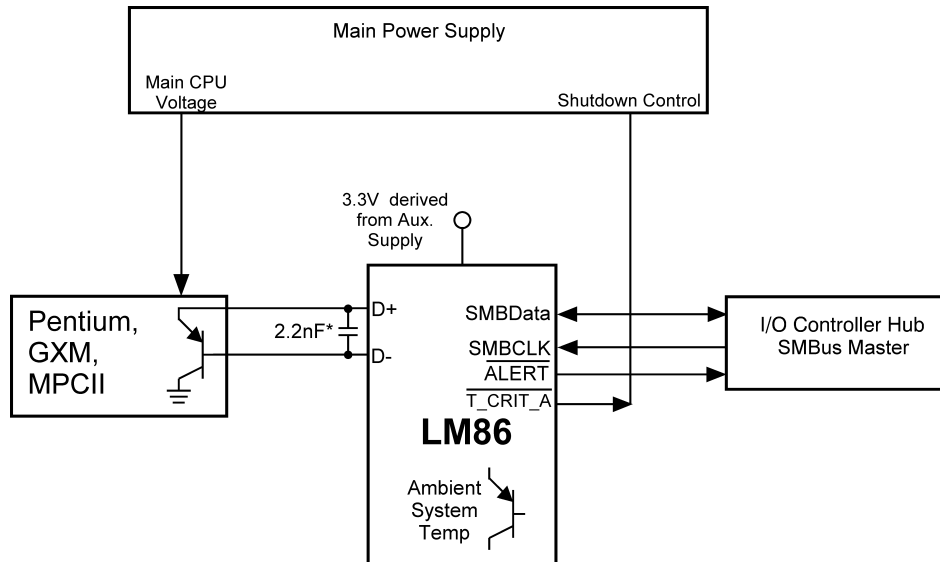 Main Power Supply
Main CPU
Voltage
Shutdown Control
3.3V derived
from Aux.
Supply
Pentium,
GXM,
MPCII
2.2nF*
D+
D-
SMBData
SMBCLK
ALERT
T_CRIT_A
LM86
Ambient
System
Temp
I/O Controller Hub
SMBus Master